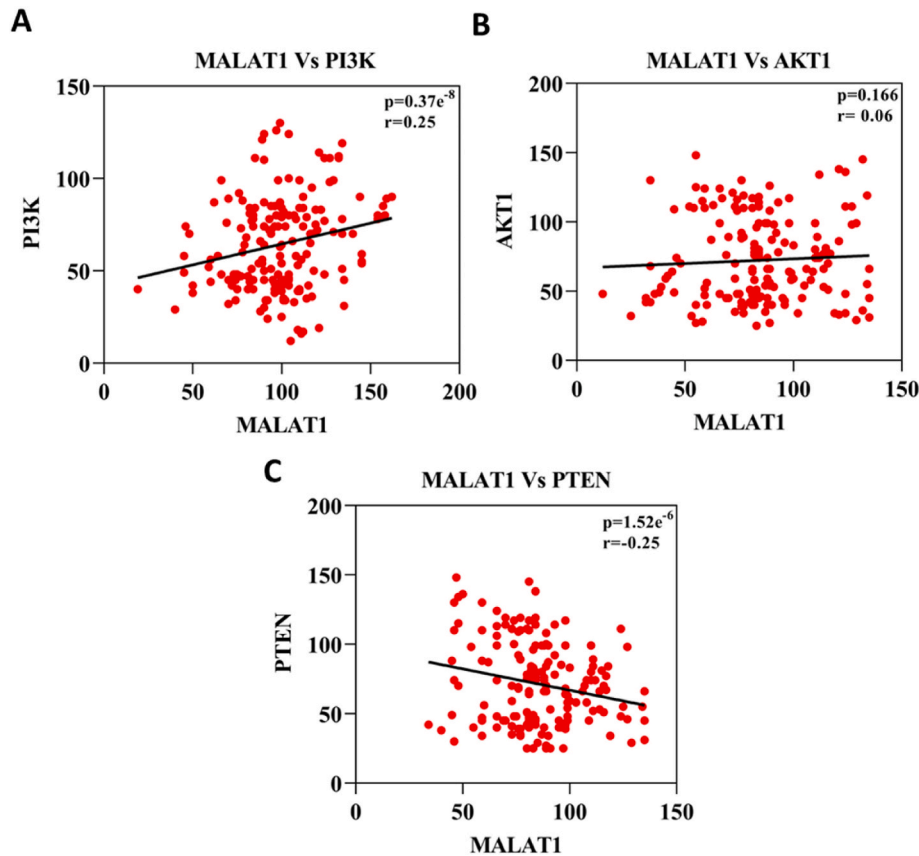 A
MALAT1 Vs PI3K
p=0.37e-8
r=0.25
150
100
50
0
PI3K
0
50
100
150
200
MALAT1
B
MALAT1 Vs AKT1
p=0.166
r= 0.06
200
150
100
50
0
AKT1
0
50
100
150
MALAT1
C
MALAT1 Vs PTEN
p=1.52e-6
r=-0.25
200
150
100
50
0
PTEN
0
50
100
150
MALAT1